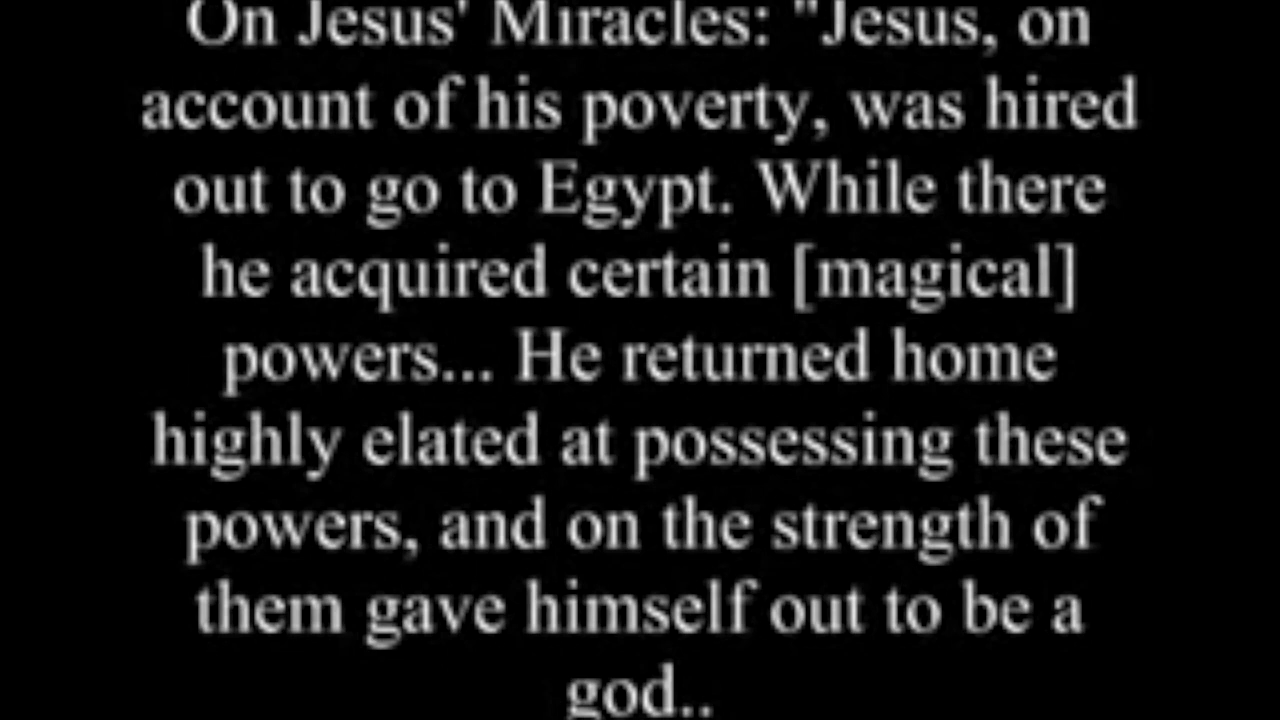 On Jesus' Miracles: "Jesus, on
account of his poverty, was hired
out to go to Egypt. While there
he acquired certain [magical]
powers... He returned home
highly elated at possessing these
powers, and on the strength of
them gave himself out to be a
god..